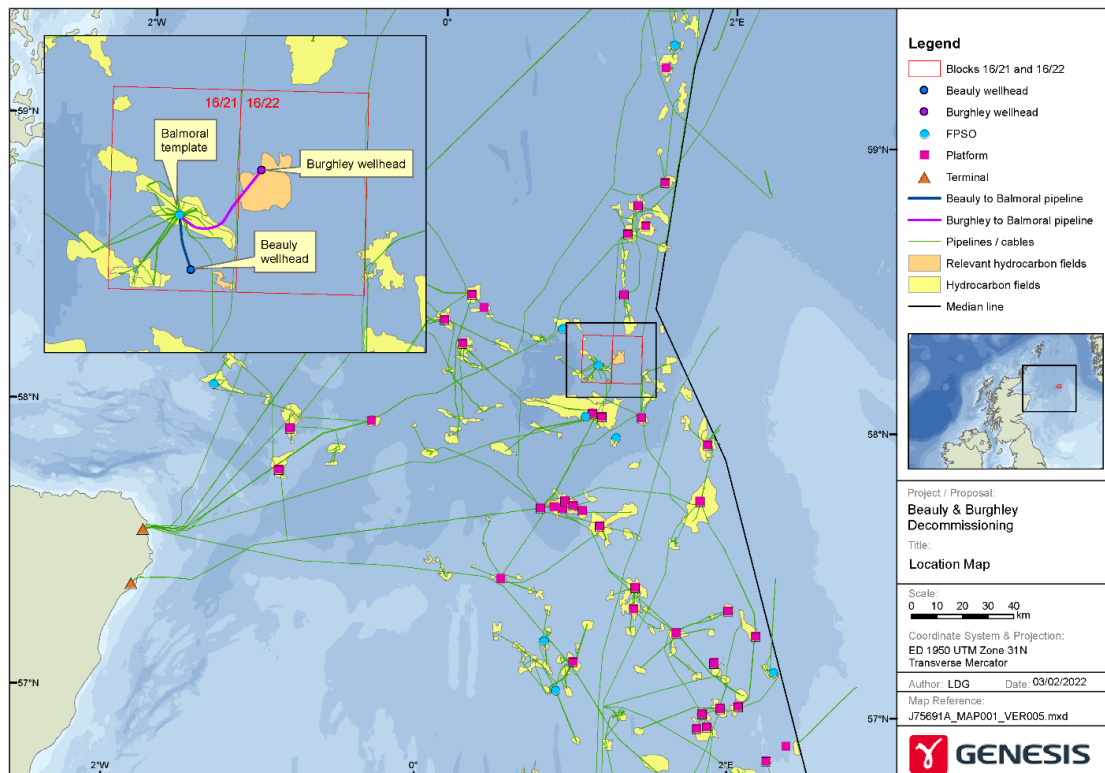 2°W
0°
2°E
59°N
59°N
58°N
58°N
57°N
57°N
2°W
0°
2°E
16/21
16/22
Balmoral
template
Burghley wellhead
Beauly
wellhead
Legend
Blocks 16/21 and 16/22
Beauly wellhead
Burghley wellhead
FPSO
Platform
Terminal
Beauly to Balmoral pipeline
Burghley to Balmoral pipeline
Pipelines / cables
Relevant hydrocarbon fields
Hydrocarbon fields
Median line
Project / Proposal:
Beauly & Burghley
Decommissioning
Title:
Location Map
Scale:
0 10 20 30 40
km
Coordinate System & Projection:
ED 1950 UTM Zone 31N
Transverse Mercator
Author: LDG Date: 03/02/2022
Map Reference:
J75691A_MAP001_VER005.mxd
GENESIS